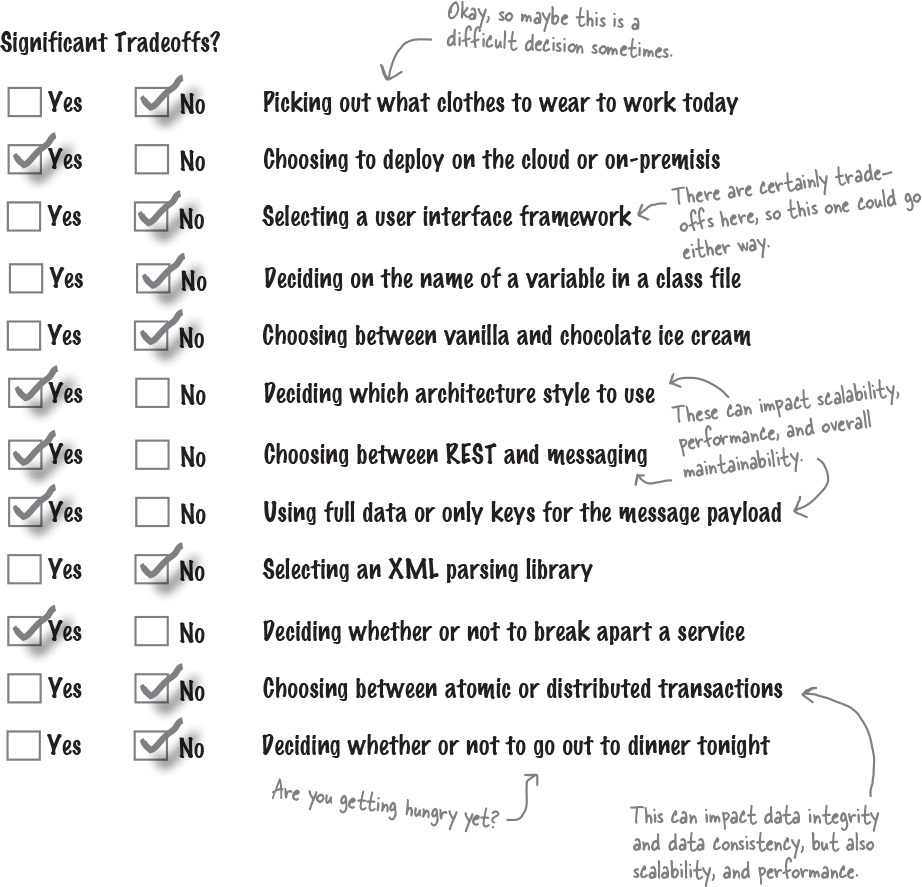 Okay, so maybe this is a
difficult decision sometimes.
Significant Tradeoffs?
Yes No Picking out what clothes to wear to work today
Yes No Choosing to deploy on the cloud or on-premisis
Yes No Selecting a user interface framework
There are certainly trade-
offs here, so this one could go
either way.
Yes No Deciding on the name of a variable in a class file
Yes No Choosing between vanilla and chocolate ice cream
Yes No Deciding which architecture style to use
These can impact scalability,
performance, and overall
maintainability.
Yes No Choosing between REST and messaging
Yes No Using full data or only keys for the message payload
Yes No Selecting an XML parsing library
Yes No Deciding whether or not to break apart a service
Yes No Choosing between atomic or distributed transactions
Yes No Deciding whether or not to go out to dinner tonight
Are you getting hungry yet?
This can impact data integrity
and data consistency, but also
scalability, and performance.